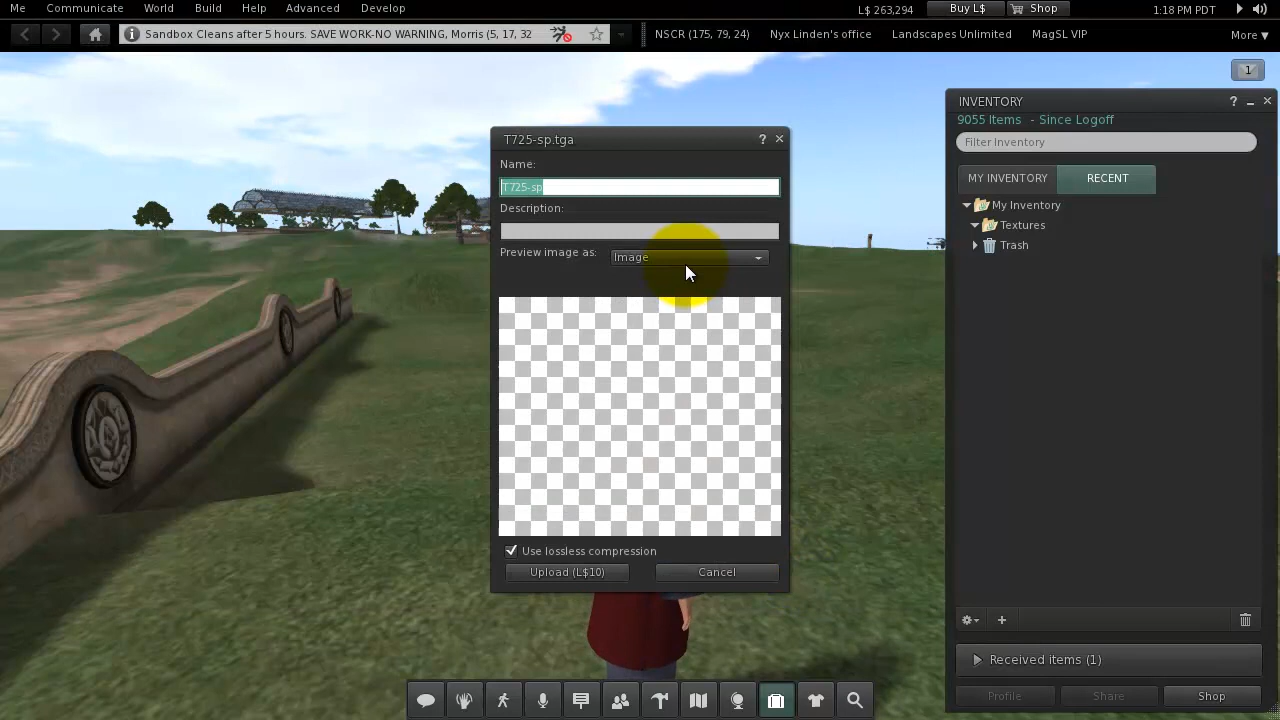 Me Communicate World Build Help Advanced Develop L$ 263,294 Buy L$ Shop 1:18 PM PDT
Sandbox Cleans after 5 hours. SAVE WORK-NO WARNING, Morris (5, 17, 32 NSCR (175, 79, 24) Nyx Linden's office Landscapes Unlimited MagSL VIP More ▼
1
T725-sp.tga ?
Name:
T725-sp
Description:
Preview image as: Image
Use lossless compression
Upload (L$10) Cancel
INVENTORY ?
9055 Items - Since Logoff
Filter Inventory
MY INVENTORY RECENT
My Inventory
Textures
Trash
Received items (1)
Profile Share Shop